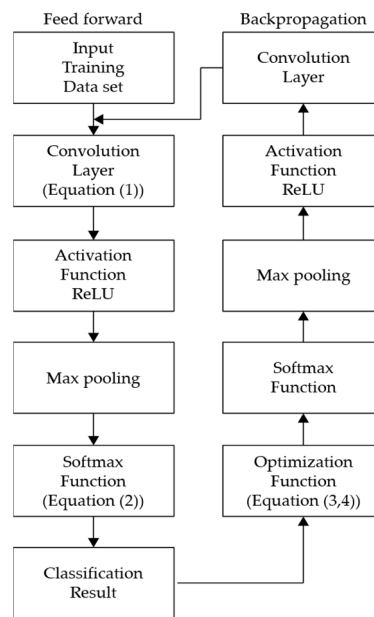 Feed forward
Input
Training
Data set
Convolution
Layer
(Equation (1))
Activation
Function
ReLU
Max pooling
Softmax
Function
(Equation (2))
Classification
Result
Backpropagation
Convolution
Layer
Activation
Function
ReLU
Max pooling
Softmax
Function
Optimization
Function
(Equation (3,4))